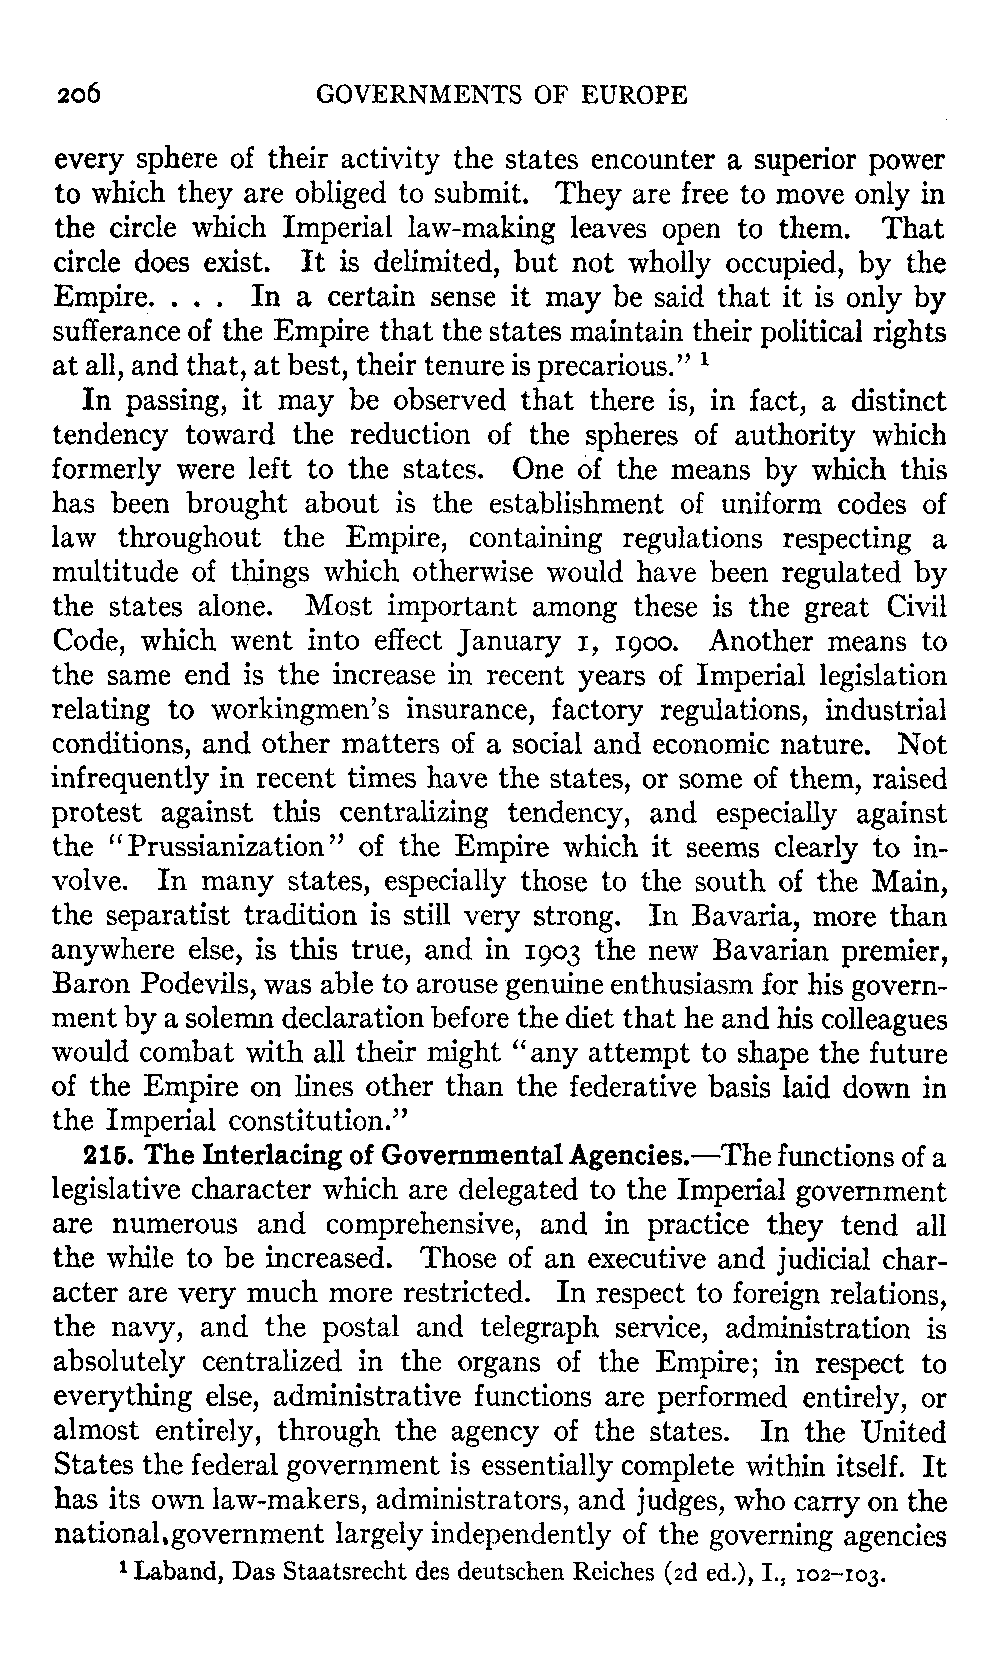 206 GOVERNMENTS OF EUROPE
every sphere of their activity the states encounter a superior power
to which they are obliged to submit. They are free to move only in
the circle which Imperial law-making leaves open to them. That
circle does exist. It is delimited, but not wholly occupied, by the
Empire. . . . In a certain sense it may be said that it is only by
sufferance of the Empire that the states maintain their political rights
at all, and that, at best, their tenure is precarious.” ¹
In passing, it may be observed that there is, in fact, a distinct
tendency toward the reduction of the spheres of authority which
formerly were left to the states. One of the means by which this
has been brought about is the establishment of uniform codes of
law throughout the Empire, containing regulations respecting a
multitude of things which otherwise would have been regulated by
the states alone. Most important among these is the great Civil
Code, which went into effect January 1, 1900. Another means to
the same end is the increase in recent years of Imperial legislation
relating to workingmen’s insurance, factory regulations, industrial
conditions, and other matters of a social and economic nature. Not
infrequently in recent times have the states, or some of them, raised
protest against this centralizing tendency, and especially against
the “Prussianization” of the Empire which it seems clearly to in-
volve. In many states, especially those to the south of the Main,
the separatist tradition is still very strong. In Bavaria, more than
anywhere else, is this true, and in 1903 the new Bavarian premier,
Baron Podevils, was able to arouse genuine enthusiasm for his govern-
ment by a solemn declaration before the diet that he and his colleagues
would combat with all their might “any attempt to shape the future
of the Empire on lines other than the federative basis laid down in
the Imperial constitution.”
215. The Interlacing of Governmental Agencies.—The functions of a
legislative character which are delegated to the Imperial government
are numerous and comprehensive, and in practice they tend all
the while to be increased. Those of an executive and judicial char-
acter are very much more restricted. In respect to foreign relations,
the navy, and the postal and telegraph service, administration is
absolutely centralized in the organs of the Empire; in respect to
everything else, administrative functions are performed entirely, or
almost entirely, through the agency of the states. In the United
States the federal government is essentially complete within itself. It
has its own law-makers, administrators, and judges, who carry on the
national government largely independently of the governing agencies
¹ Laband, Das Staatsrecht des deutschen Reiches (2d ed.), I., 102–103.